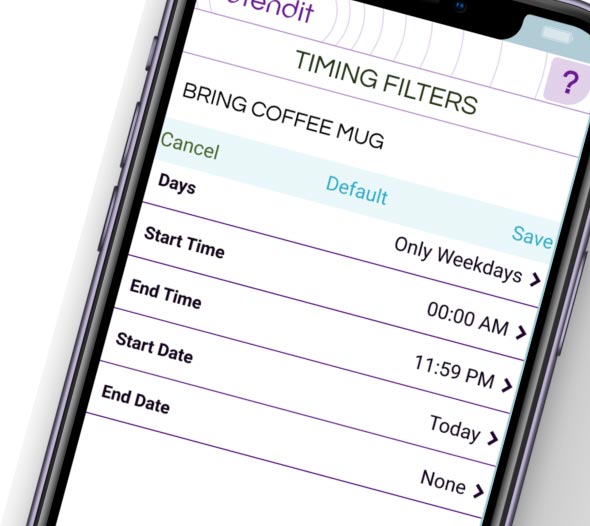 TIMING FILTERS
?
BRING COFFEE MUG
Cancel Default Save
Days Only Weekdays
Start Time 00:00 AM
End Time 11:59 PM
Start Date Today
End Date None